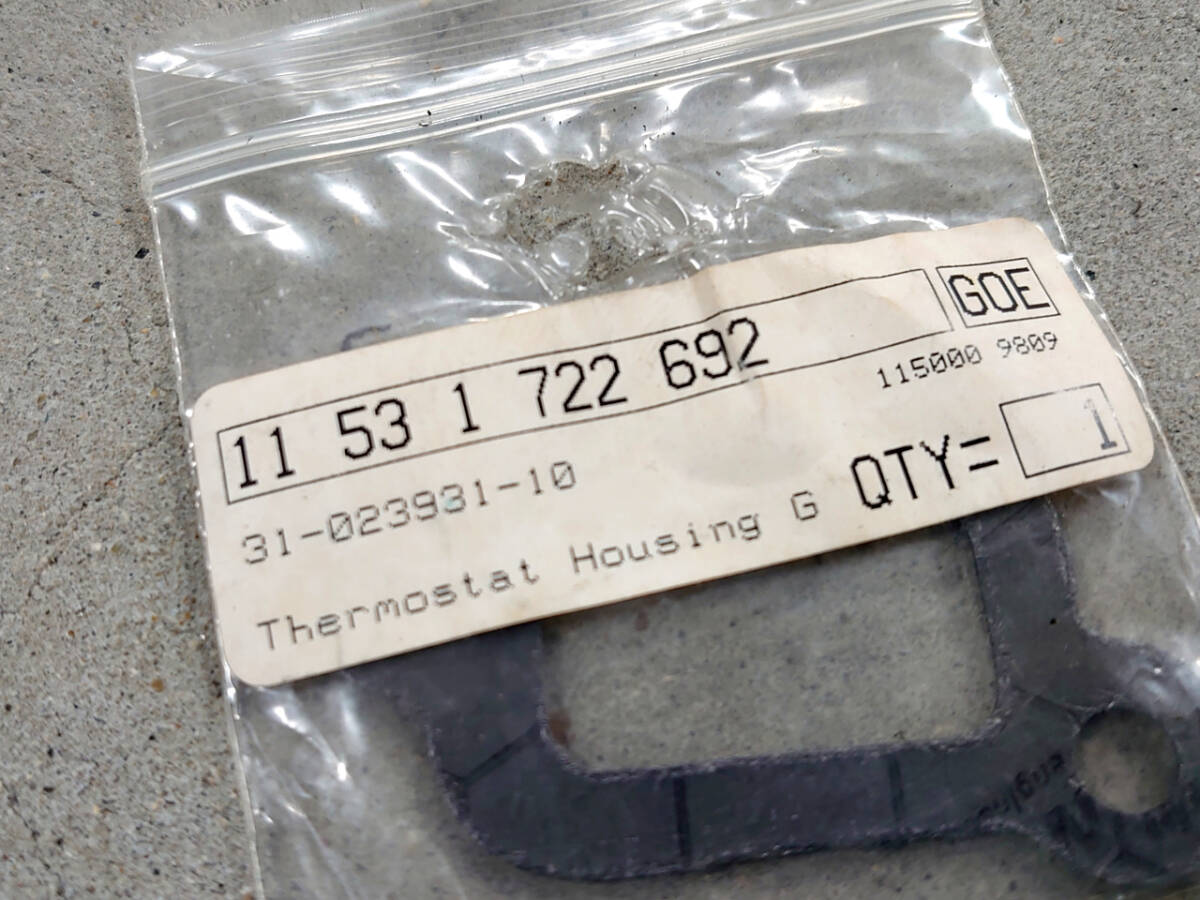 11 53 1 722 692 GOE
115000 9809
31-023931-10
QTY= 1
Thermostat Housing G